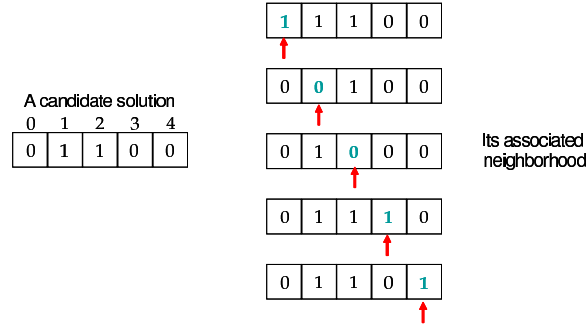 A candidate solution
0 1 2 3 4
0 1 1 0 0
1 1 1 0 0
0 0 1 0 0
0 1 0 0 0
0 1 1 1 0
0 1 1 0 1
Its associated
neighborhood